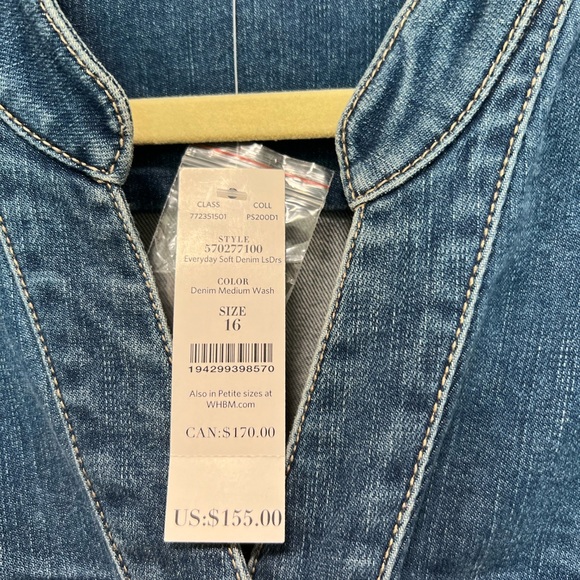 CLASS COLL
772351501 PS200D1
STYLE
570277100
Everyday Soft Denim LsDrs
COLOR
Denim Medium Wash
SIZE
16
194299398570
Also in Petite sizes at
WHBM.com
CAN:$170.00
US:$155.00